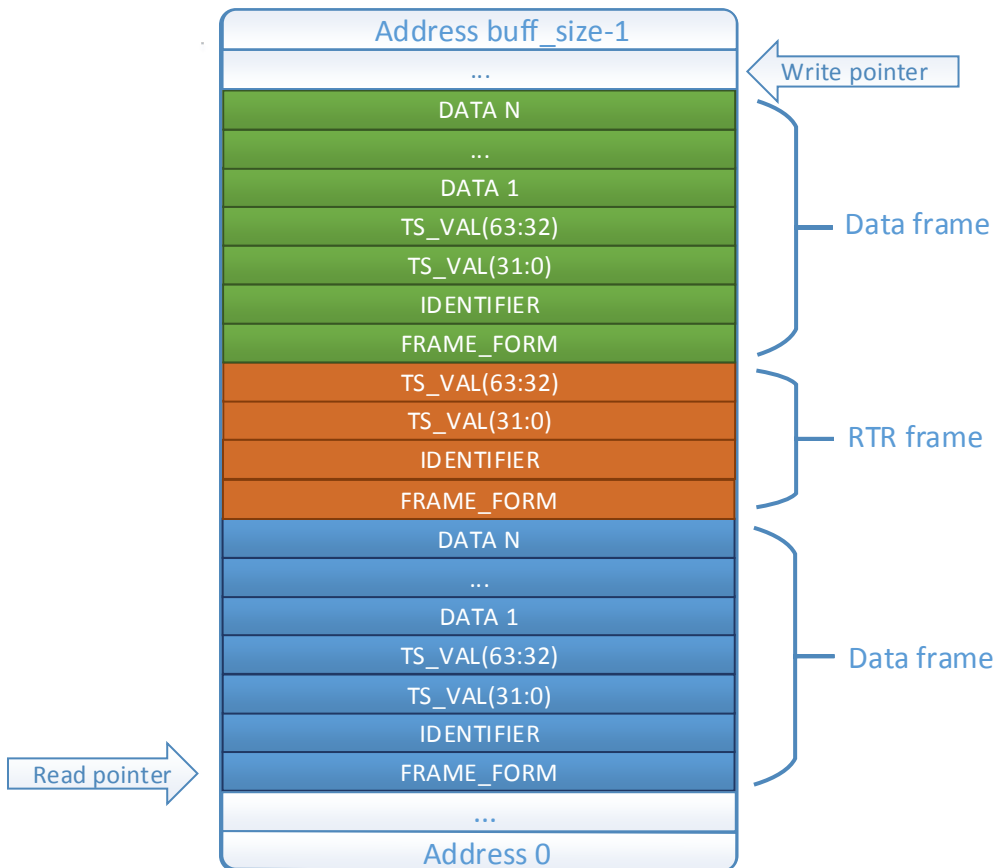 Address buff_size-1
...
Write pointer
DATA N
...
DATA 1
TS_VAL(63:32)
Data frame
TS_VAL(31:0)
IDENTIFIER
FRAME_FORM
TS_VAL(63:32)
TS_VAL(31:0)
RTR frame
IDENTIFIER
FRAME_FORM
DATA N
...
DATA 1
TS_VAL(63:32)
Data frame
TS_VAL(31:0)
IDENTIFIER
Read pointer
FRAME_FORM
...
Address 0